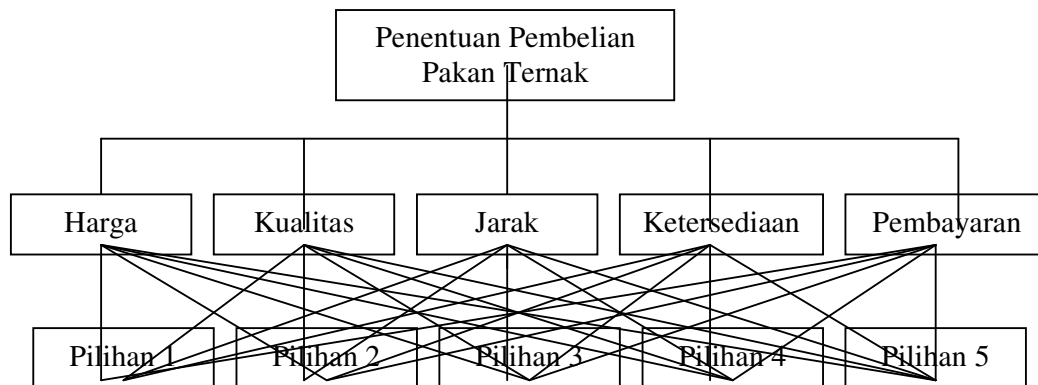 Penentuan Pembelian
Pakan Ternak
Harga
Kualitas
Jarak
Ketersediaan
Pembayaran
Pilihan 1
Pilihan 2
Pilihan 3
Pilihan 4
Pilihan 5